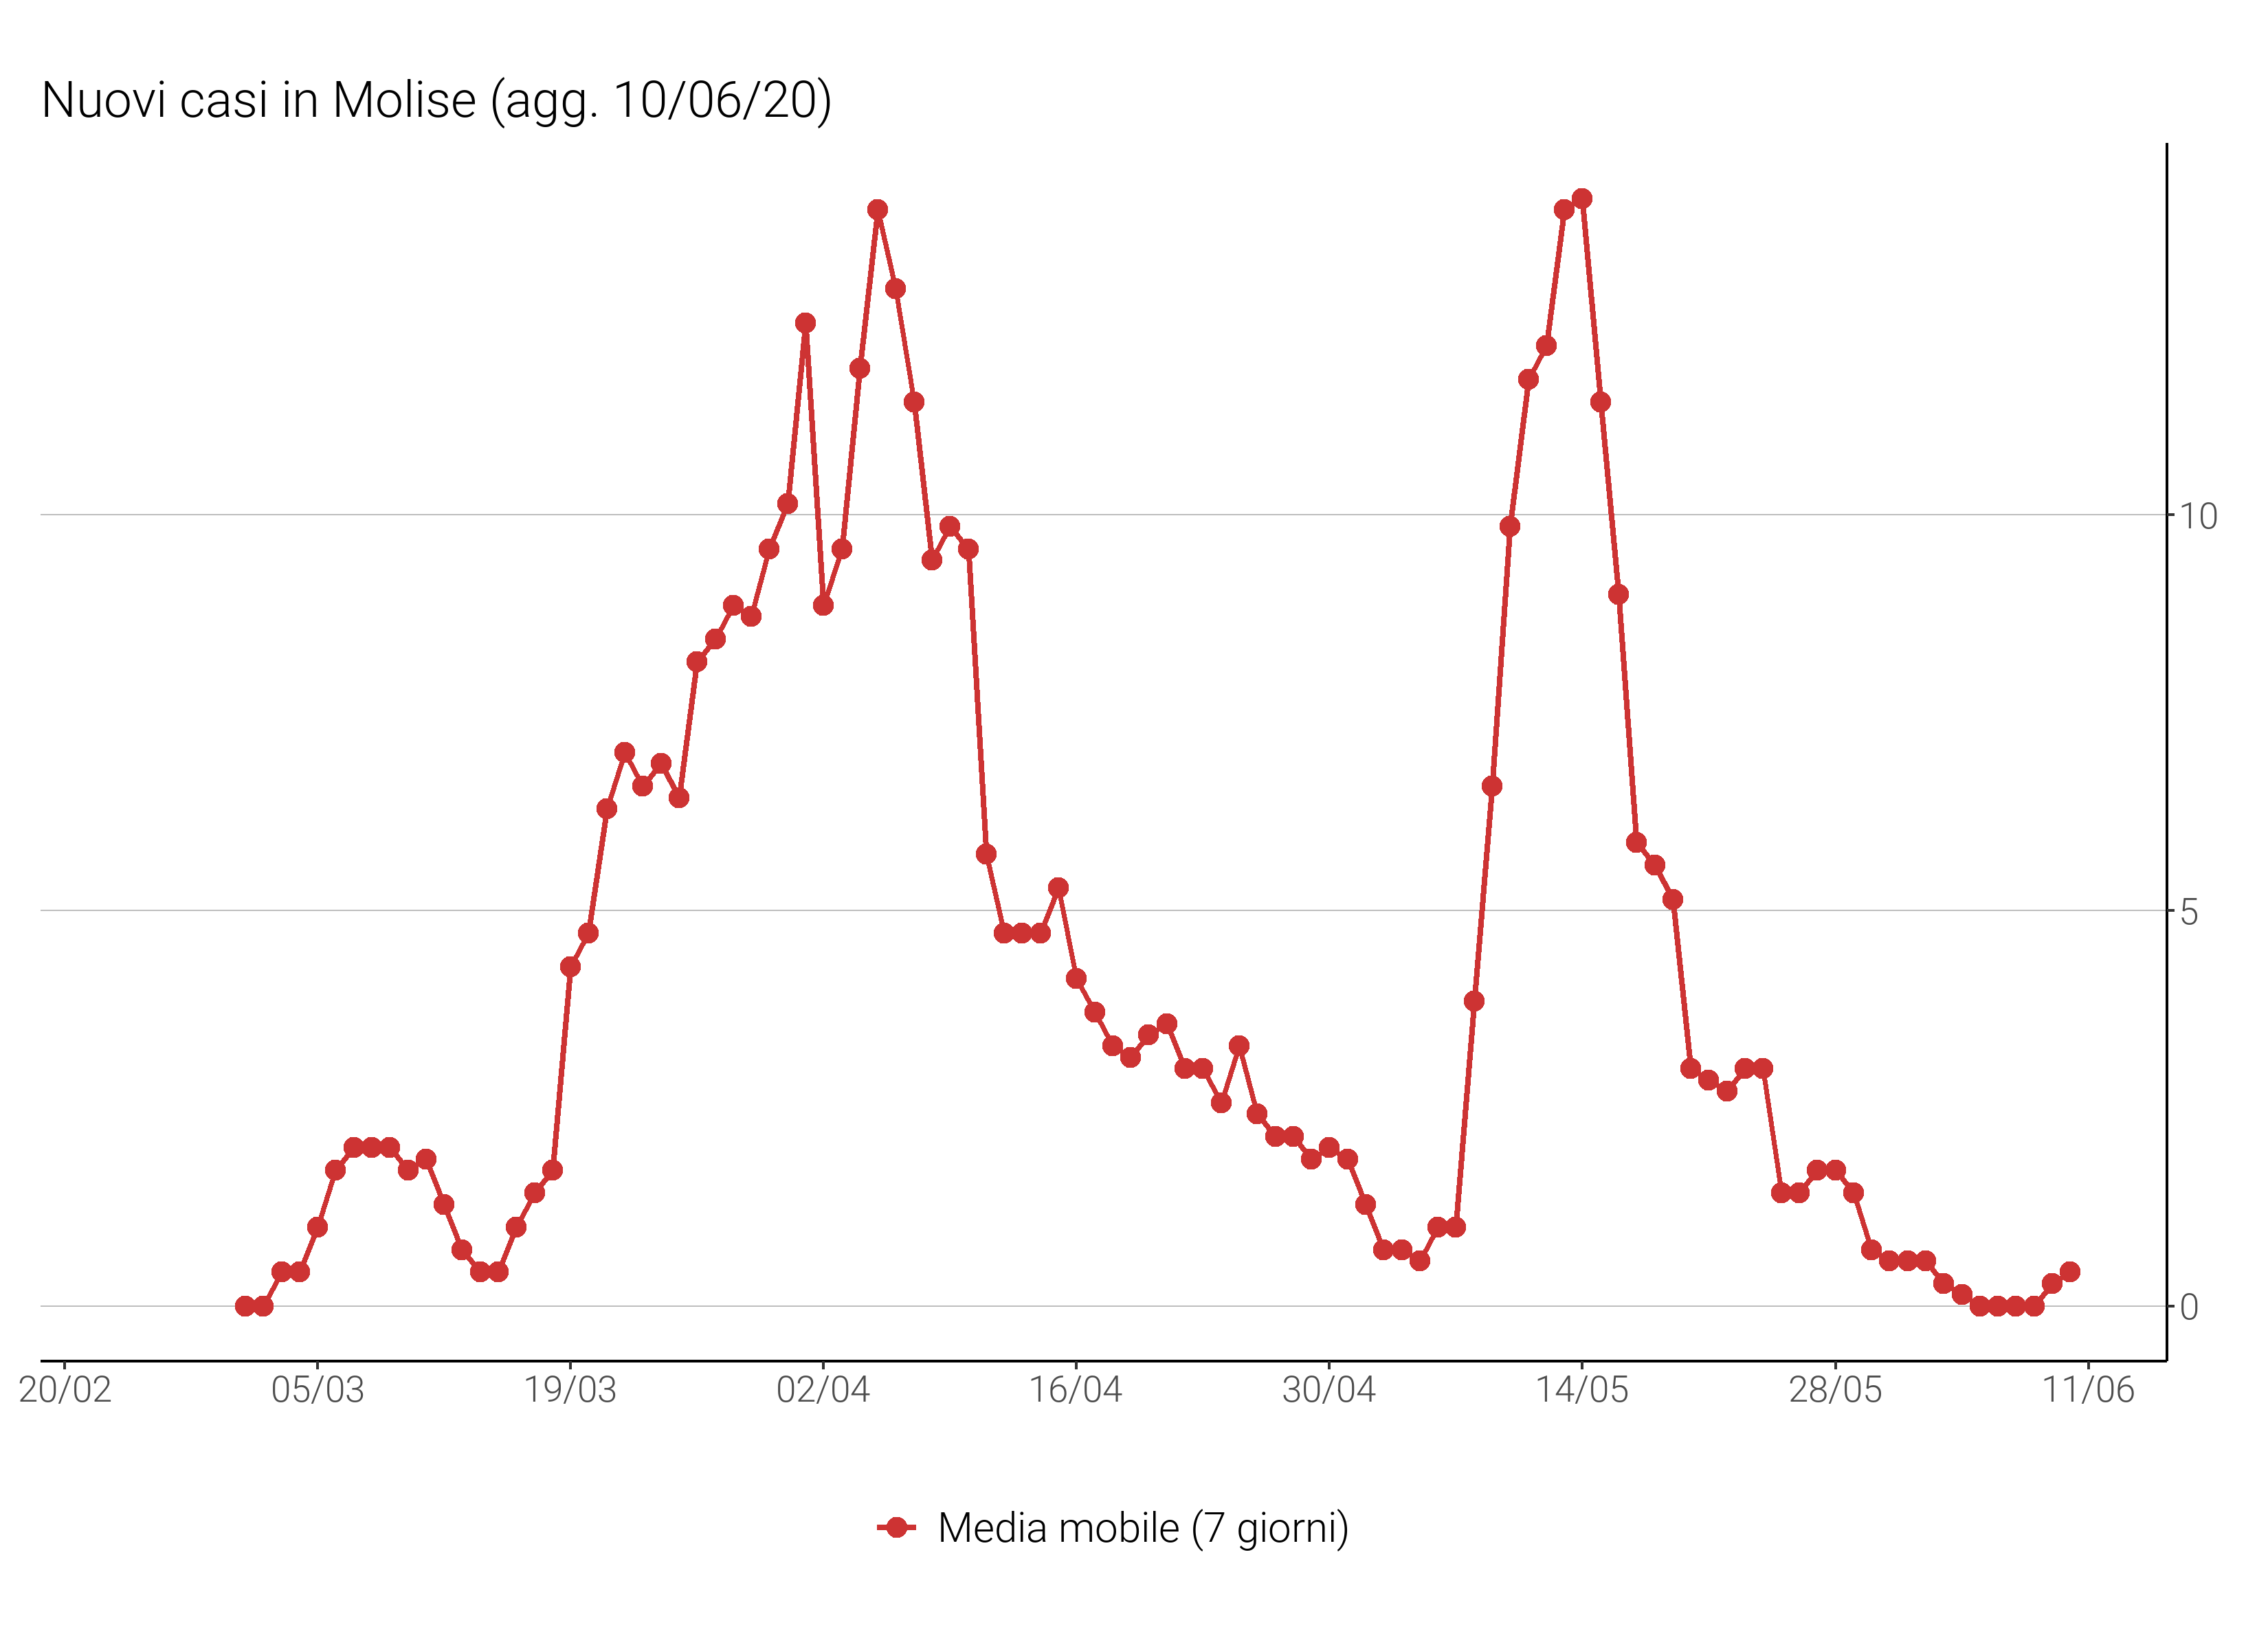 Nuovi casi in Molise (agg. 10/06/20)
10
5
0
20/02 05/03 19/03 02/04 16/04 30/04 14/05 28/05 11/06
Media mobile (7 giorni)